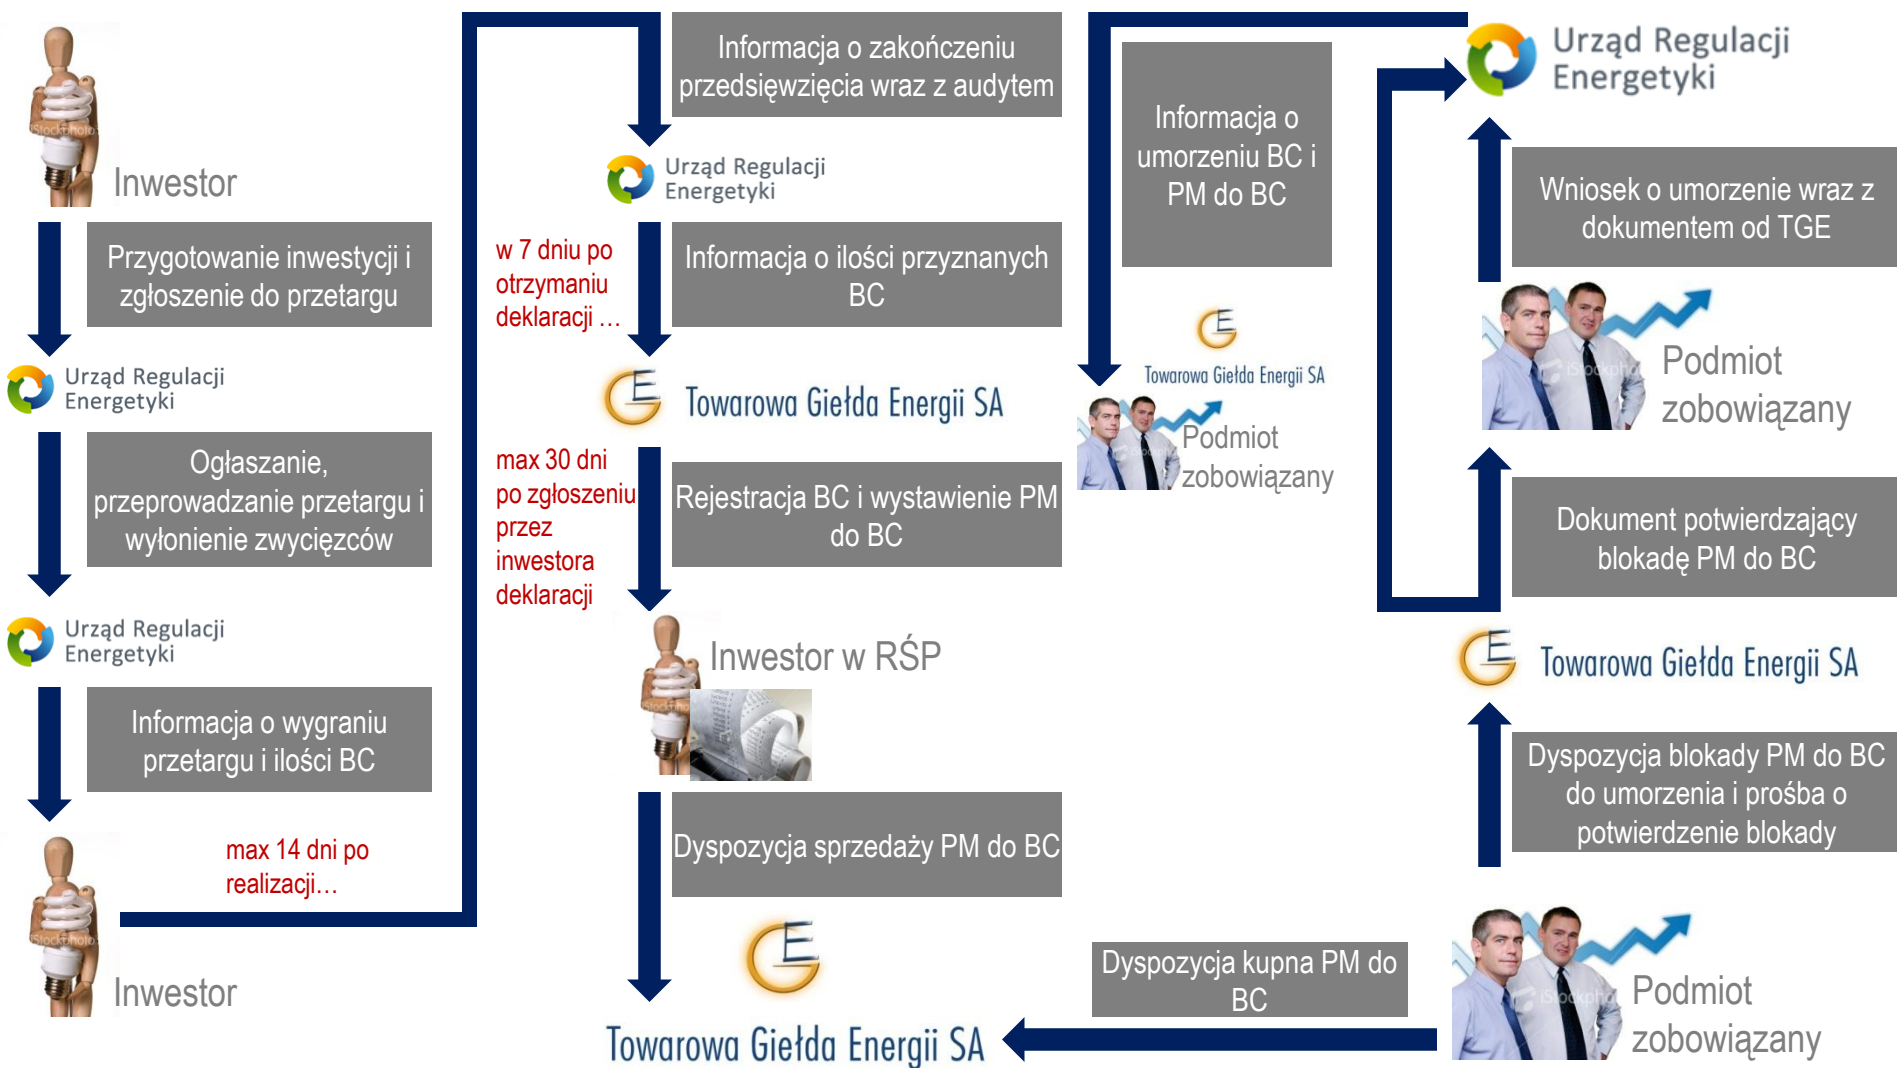 Inwestor
Przygotowanie inwestycji i
zgłoszenie do przetargu
Urząd Regulacji
Energetyki
Ogłaszanie,
przeprowadzanie przetargu i
wyłonienie zwycięzców
Urząd Regulacji
Energetyki
Informacja o wygraniu
przetargu i ilości BC
max 14 dni po
realizacji…
Inwestor
Informacja o zakończeniu
przedsięwzięcia wraz z audytem
Urząd Regulacji
Energetyki
w 7 dniu po
otrzymaniu
deklaracji …
Informacja o ilości przyznanych
BC
Towarowa Giełda Energii SA
max 30 dni
po zgłoszeniu
przez
inwestora
deklaracji
Rejestracja BC i wystawienie PM
do BC
Inwestor w RŚP
Dyspozycja sprzedaży PM do BC
Towarowa Giełda Energii SA
Dyspozycja kupna PM do
BC
Podmiot
zobowiązany
Dyspozycja blokady PM do BC
do umorzenia i prośba o
potwierdzenie blokady
Towarowa Giełda Energii SA
Dokument potwierdzający
blokadę PM do BC
Podmiot
zobowiązany
Wniosek o umorzenie wraz z
dokumentem od TGE
Urząd Regulacji
Energetyki
Informacja o
umorzeniu BC i
PM do BC
Towarowa Giełda Energii SA
Podmiot
zobowiązany